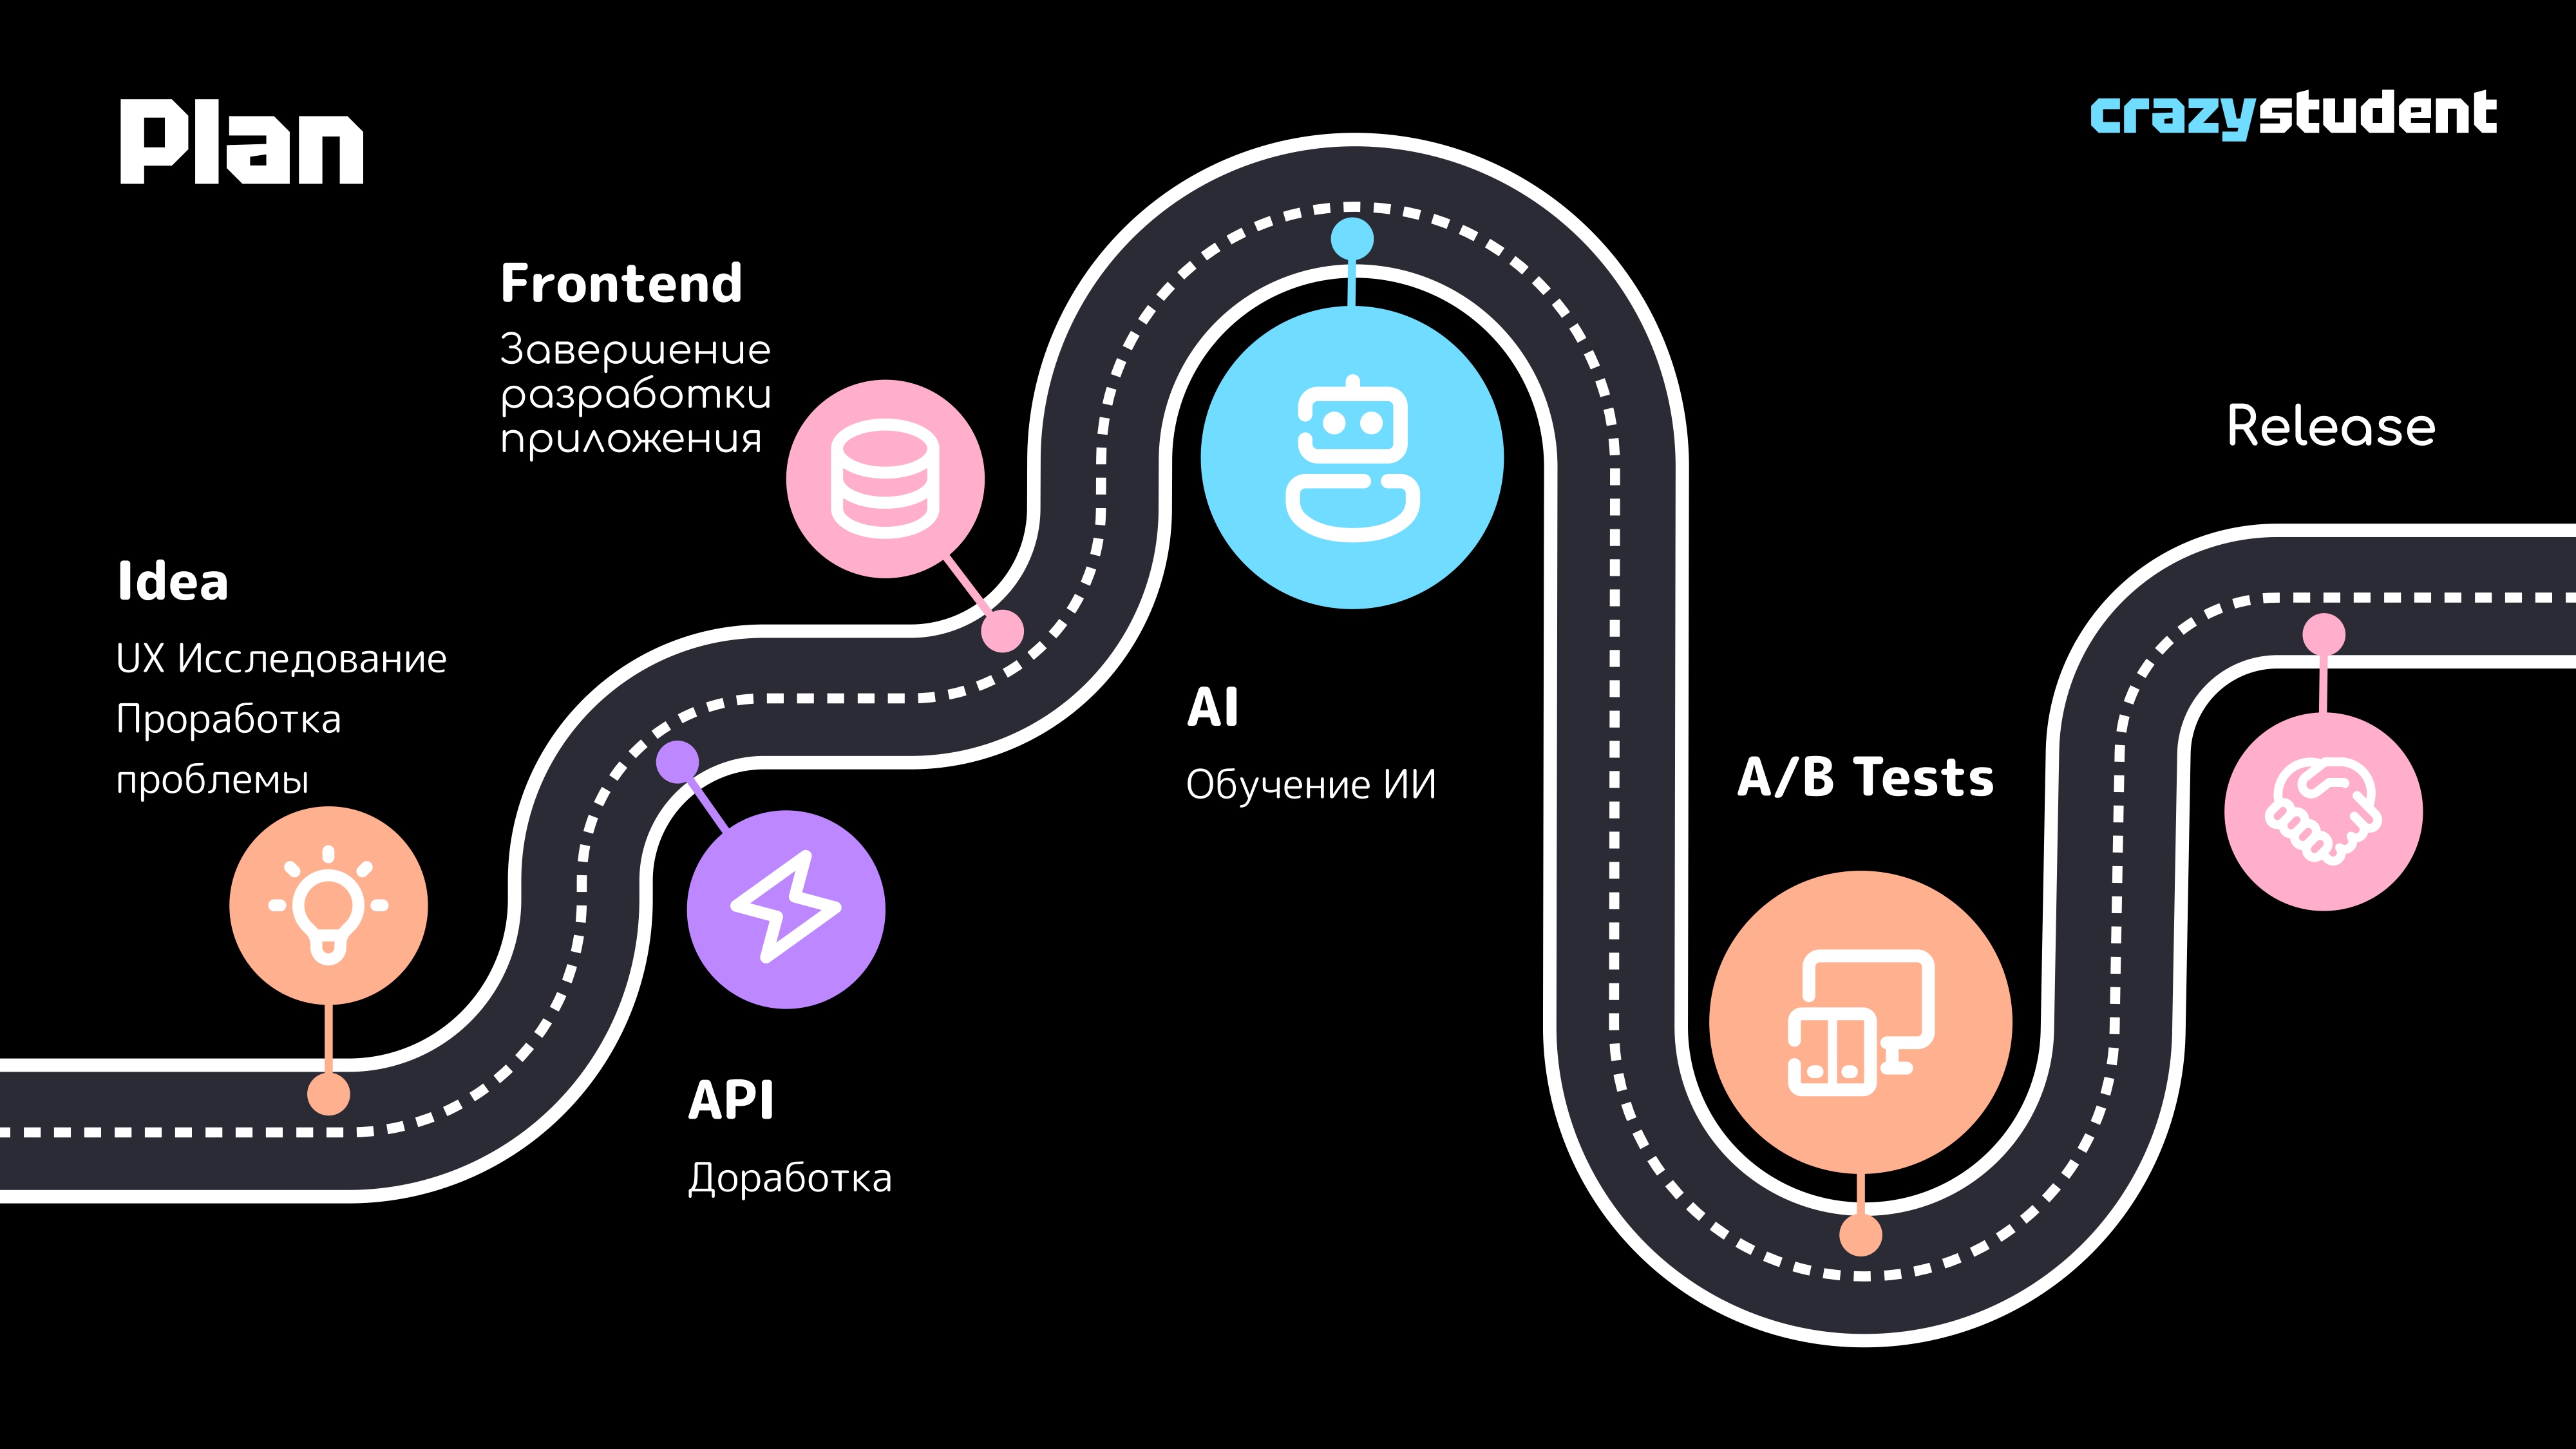 Plan
crazystudent
Idea
UX Исследование
Проработка
проблемы
API
Доработка
Frontend
Завершение
разработки
приложения
AI
Обучение ИИ
A/B Tests
Release